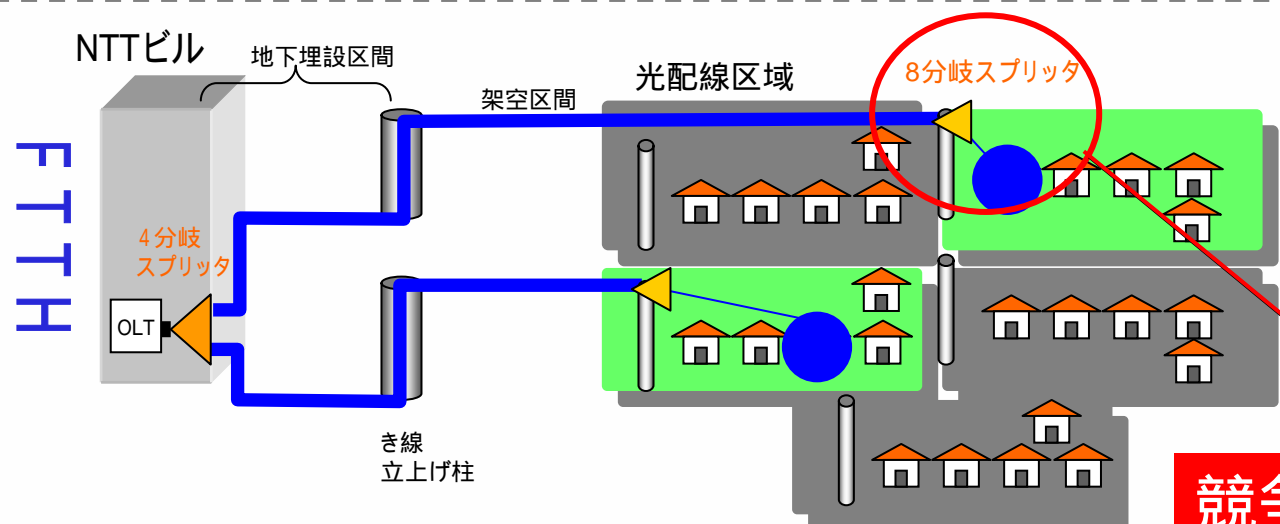 NTTビル
地下埋設区間
架空区間
光配線区域
8分岐スプリッタ
FTTH
4分岐
スプリッタ
OLT
き線
立上げ柱
競